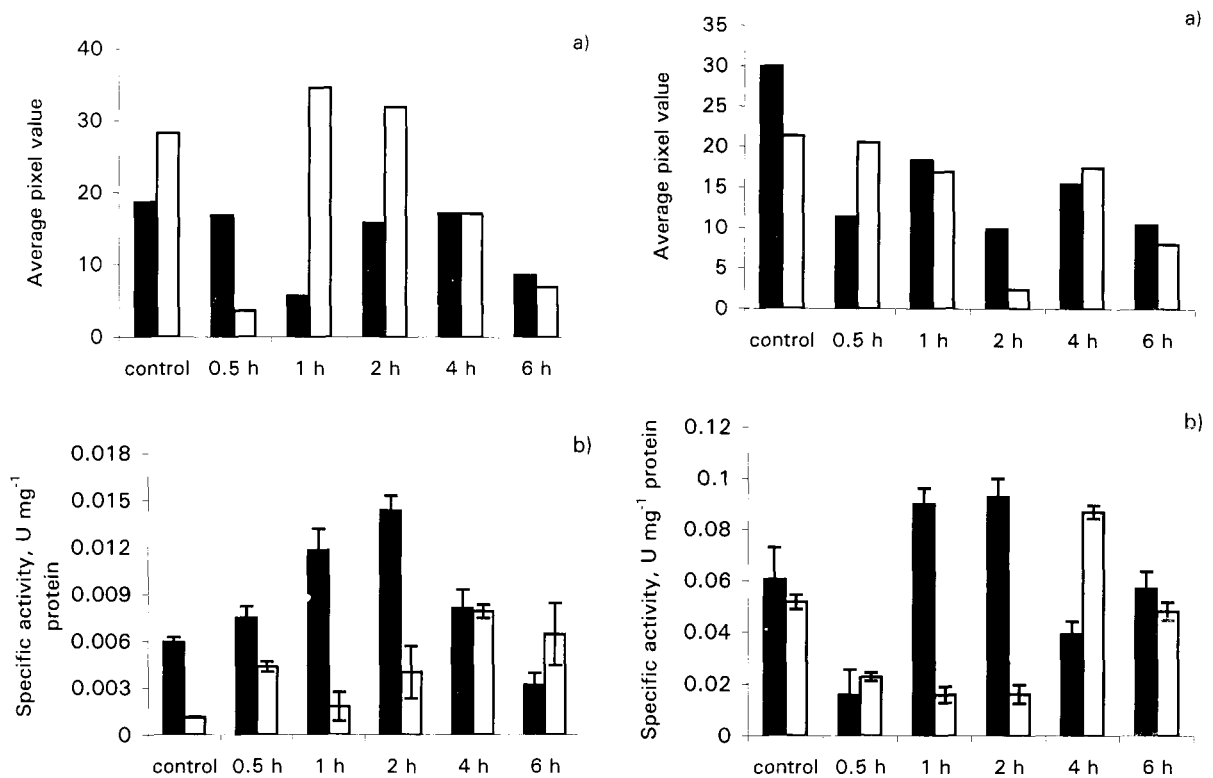 a)
Average pixel value
40
30
20
10
0
control 0.5 h 1 h 2 h 4 h 6 h
a)
Average pixel value
35
30
25
20
15
10
5
0
control 0.5 h 1 h 2 h 4 h 6 h
b)
Specific activity, U mg⁻¹
protein
0.018
0.015
0.012
0.009
0.006
0.003
0
control 0.5 h 1 h 2 h 4 h 6 h
b)
Specific activity, U mg⁻¹ protein
0.12
0.1
0.08
0.06
0.04
0.02
0
control 0.5 h 1 h 2 h 4 h 6 h